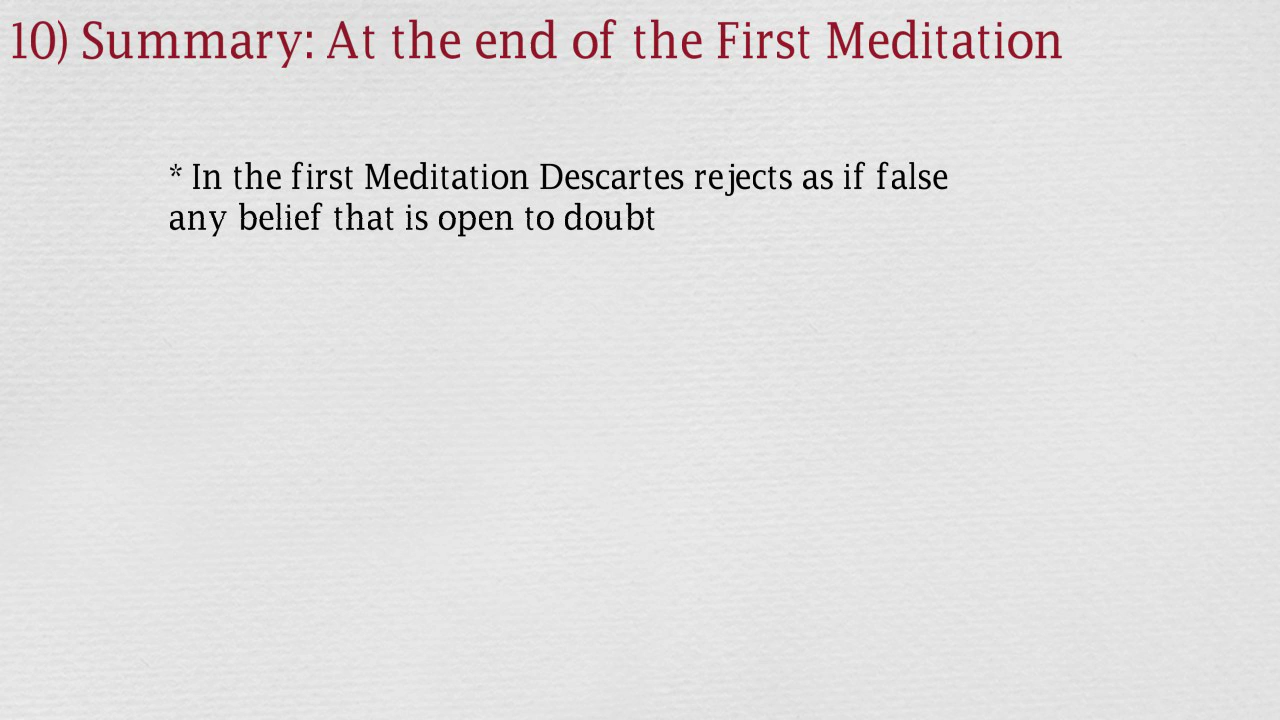 10) Summary: At the end of the First Meditation
* In the first Meditation Descartes rejects as if false
any belief that is open to doubt